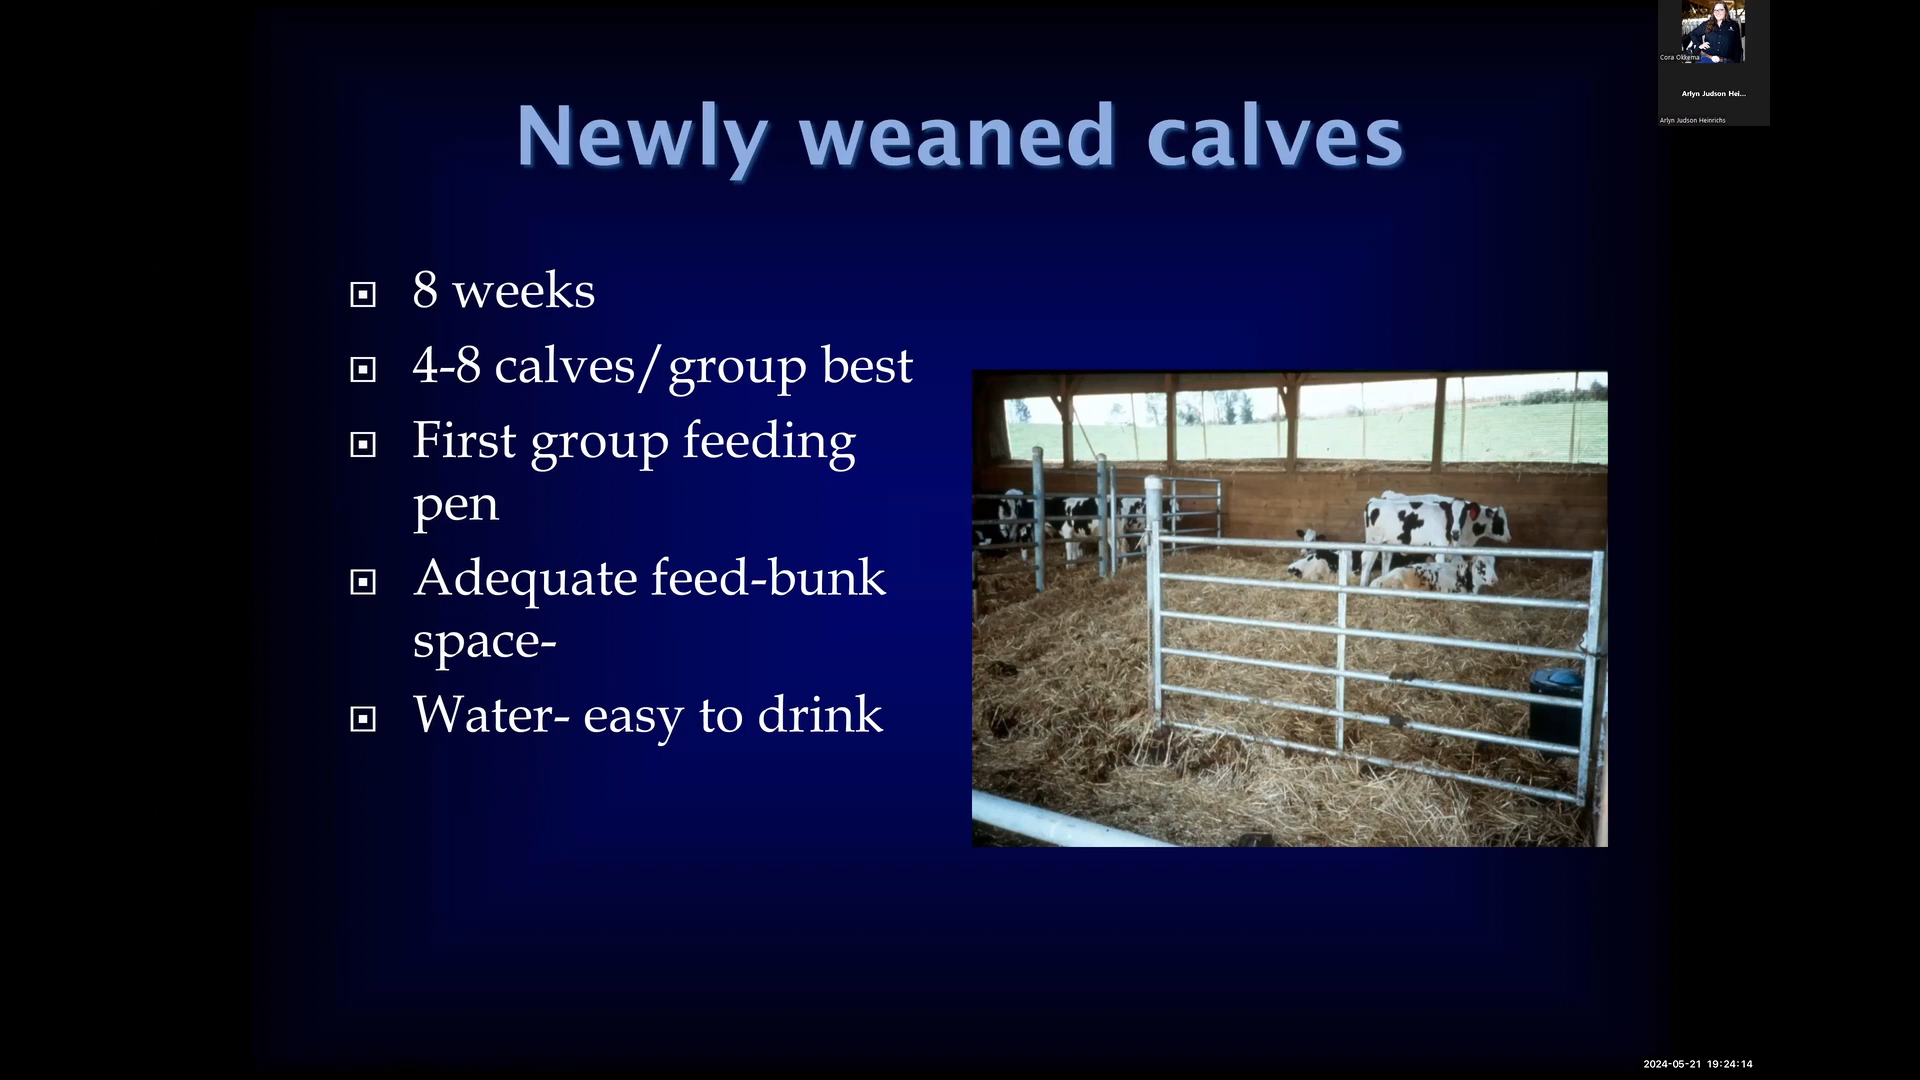 Cora Okkema
Arlyn Judson Hei...
Arlyn Judson Heinrichs
Newly weaned calves
8 weeks
4-8 calves/group best
First group feeding
pen
Adequate feed-bunk
space-
Water- easy to drink
2024-05-21 19:24:14